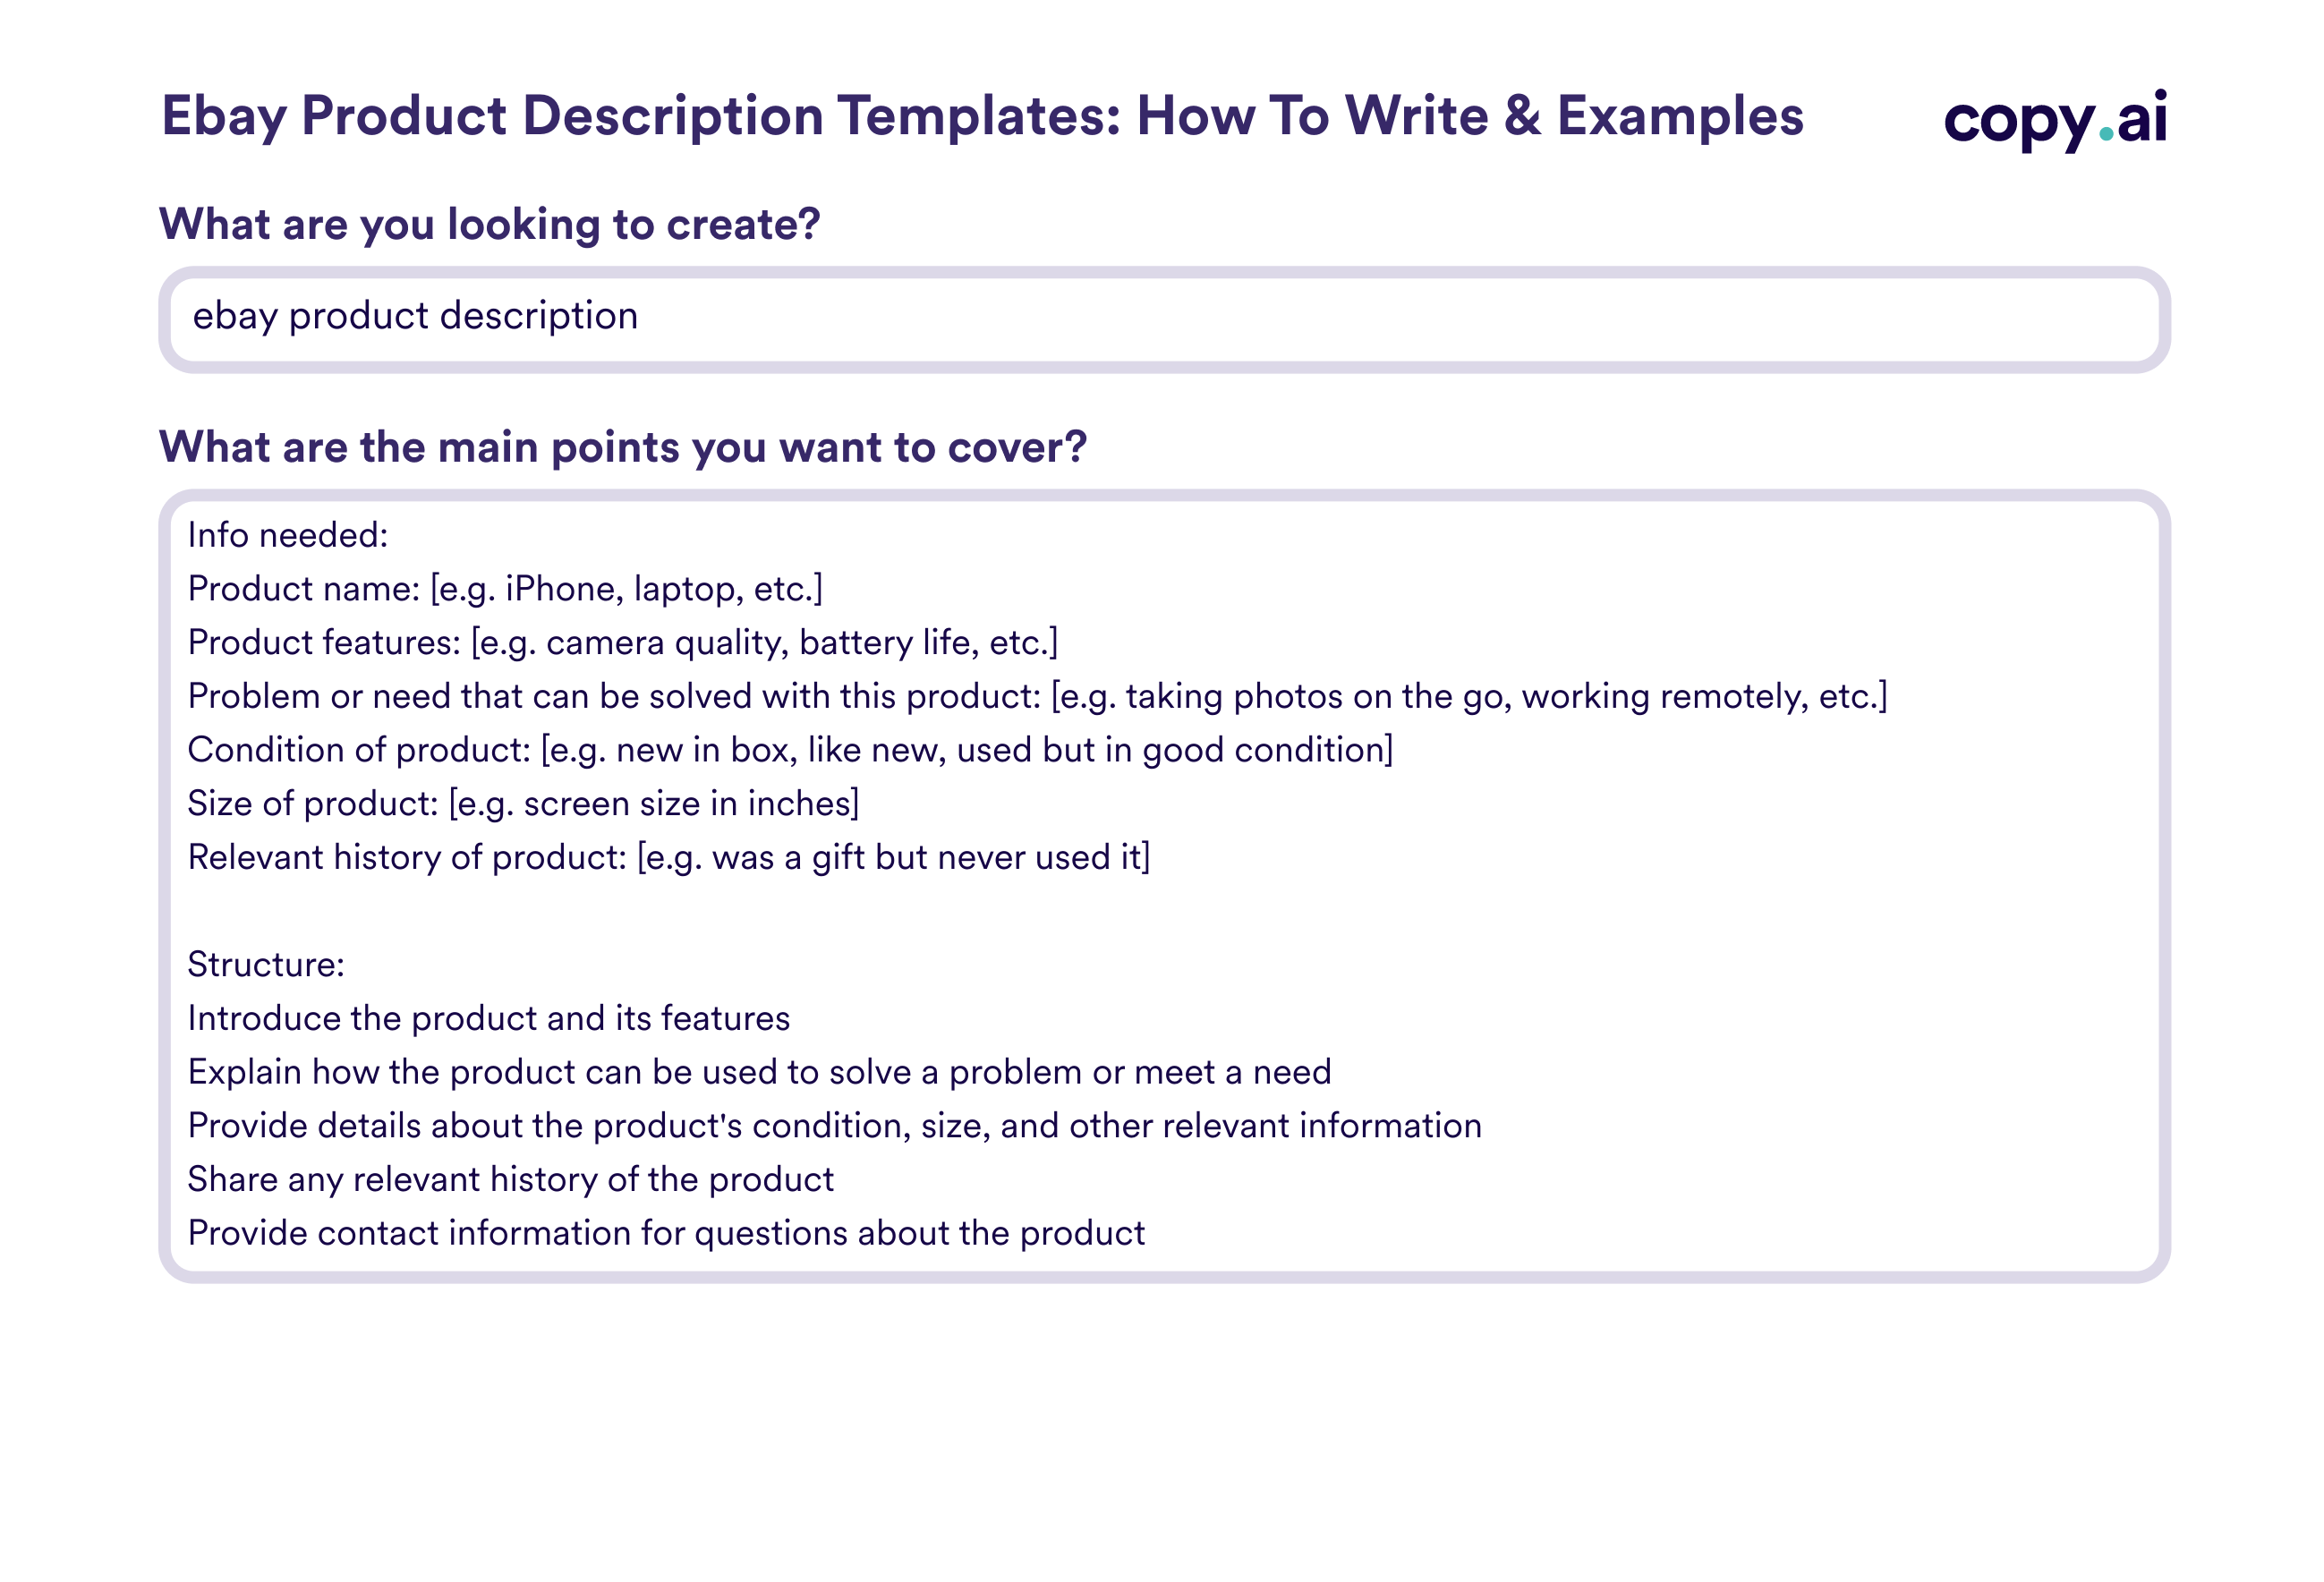 Ebay Product Description Templates: How To Write & Examples
copy.ai
What are you looking to create?
ebay product description
What are the main points you want to cover?
Info needed:
Product name: [e.g. iPhone, laptop, etc.]
Product features: [e.g. camera quality, battery life, etc.]
Problem or need that can be solved with this product: [e.g. taking photos on the go, working remotely, etc.]
Condition of product: [e.g. new in box, like new, used but in good condition]
Size of product: [e.g. screen size in inches]
Relevant history of product: [e.g. was a gift but never used it]
Structure:
Introduce the product and its features
Explain how the product can be used to solve a problem or meet a need
Provide details about the product's condition, size, and other relevant information
Share any relevant history of the product
Provide contact information for questions about the product